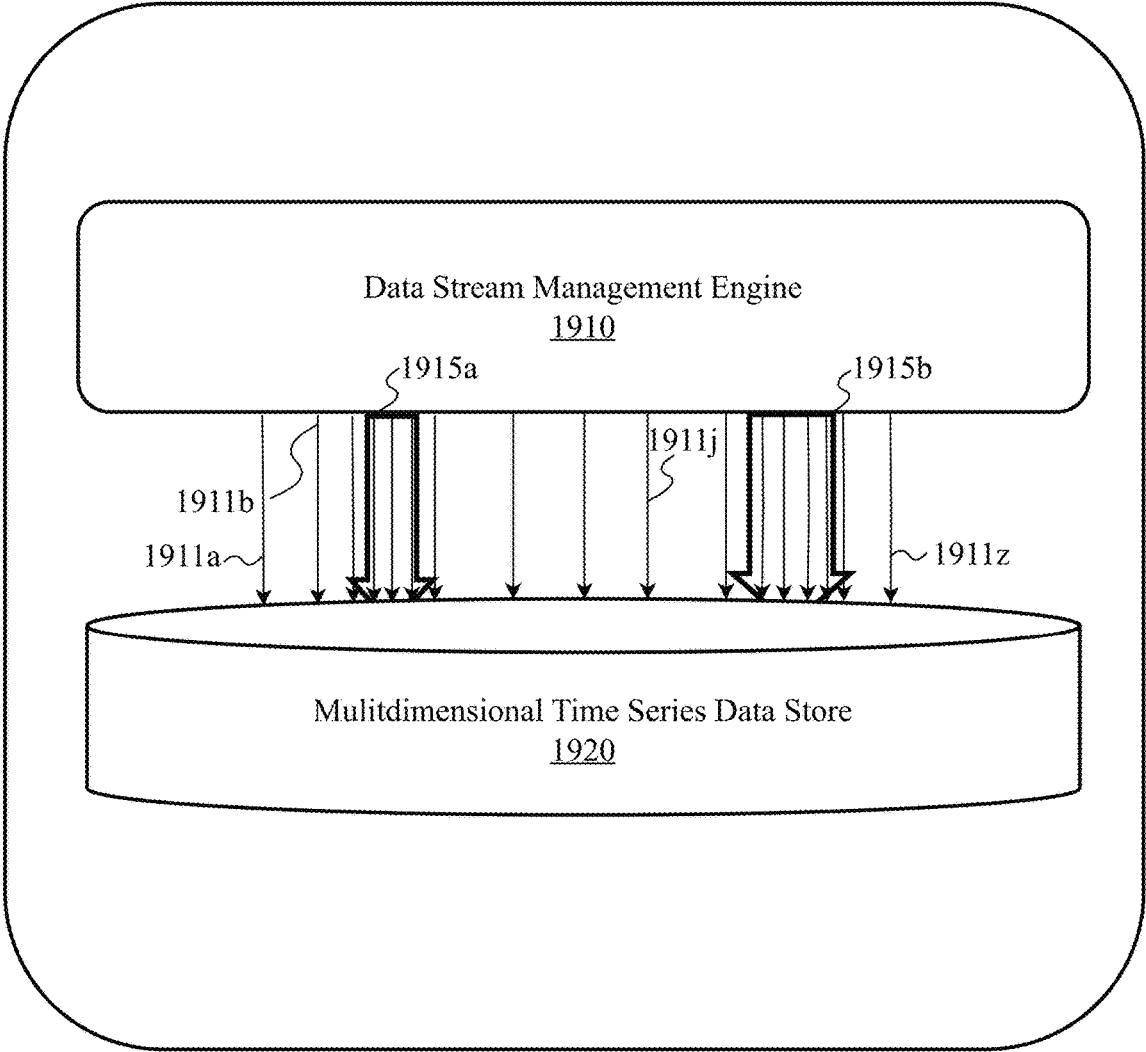 Data Stream Management Engine
1910
1915a
1915b
1911j
1911b
1911a
1911z
Mulitdimensional Time Series Data Store
1920